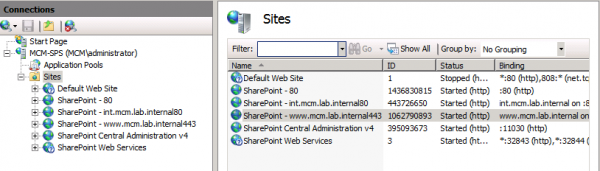 Connections
Start Page
MCM-SPS (MCM\administrator)
Application Pools
Sites
Default Web Site
SharePoint - 80
SharePoint - int.mcm.lab.internal80
SharePoint - www.mcm.lab.internal443
SharePoint Central Administration v4
SharePoint Web Services
Sites
Filter: Go Show All Group by: No Grouping
Name ID Status Binding
Default Web Site 1 Stopped (h... *:80 (http),808:* (net.tc
SharePoint - 80 1436830815 Started (http) :80 (http)
SharePoint - int.mcm.lab.internal80 443726650 Started (http) int.mcm.lab.internal on :8
SharePoint - www.mcm.lab.internal443 1062790893 Started (http) www.mcm.lab.internal on
SharePoint Central Administration v4 395093673 Started (http) :11030 (http)
SharePoint Web Services 3 Started (h... *:32843 (http),*:32844 (